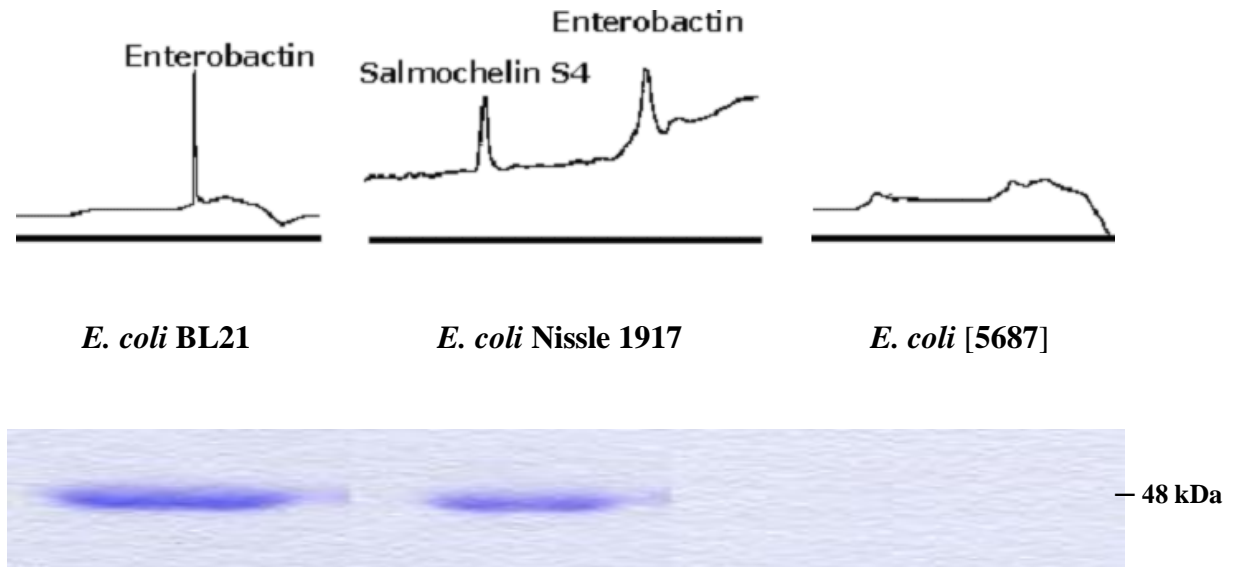 Enterobactin
Salmochelin S4
Enterobactin
E. coli BL21
E. coli Nissle 1917
E. coli [5687]
48 kDa